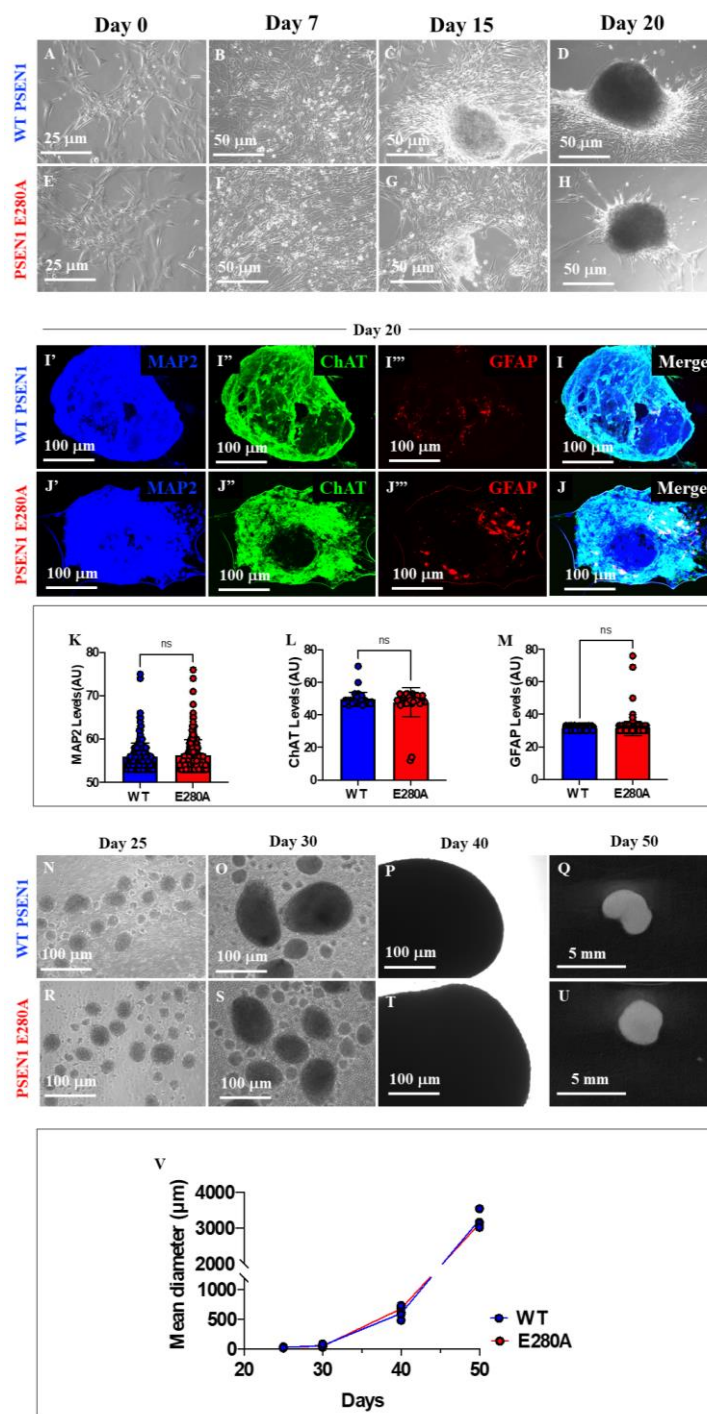 Day 0 Day 7 Day 15 Day 20
WT PSEN1
A B C D
25 µm 50 µm 50 µm 50 µm
PSEN1 E280A
E F G H
25 µm 50 µm 50 µm 50 µm
Day 20
WT PSEN1
I' MAP2 I'' ChAT I''' GFAP I Merge
100 µm 100 µm 100 µm 100 µm
PSEN1 E280A
J' MAP2 J'' ChAT J''' GFAP J Merge
100 µm 100 µm 100 µm 100 µm
K L M
ns ns ns
MAP2 Levels (AU)
80
70
60
50
WT E280A
ChAT Levels (AU)
80
60
40
20
0
WT E280A
GFAP Levels (AU)
80
60
40
20
0
WT E280A
Day 25 Day 30 Day 40 Day 50
WT PSEN1
N O P Q
100 µm 100 µm 100 µm 5 mm
PSEN1 E280A
R S T U
100 µm 100 µm 100 µm 5 mm
V
Mean diameter (µm)
4000
3000
2000
1000
500
0
20 30 40 50
Days
WT
E280A